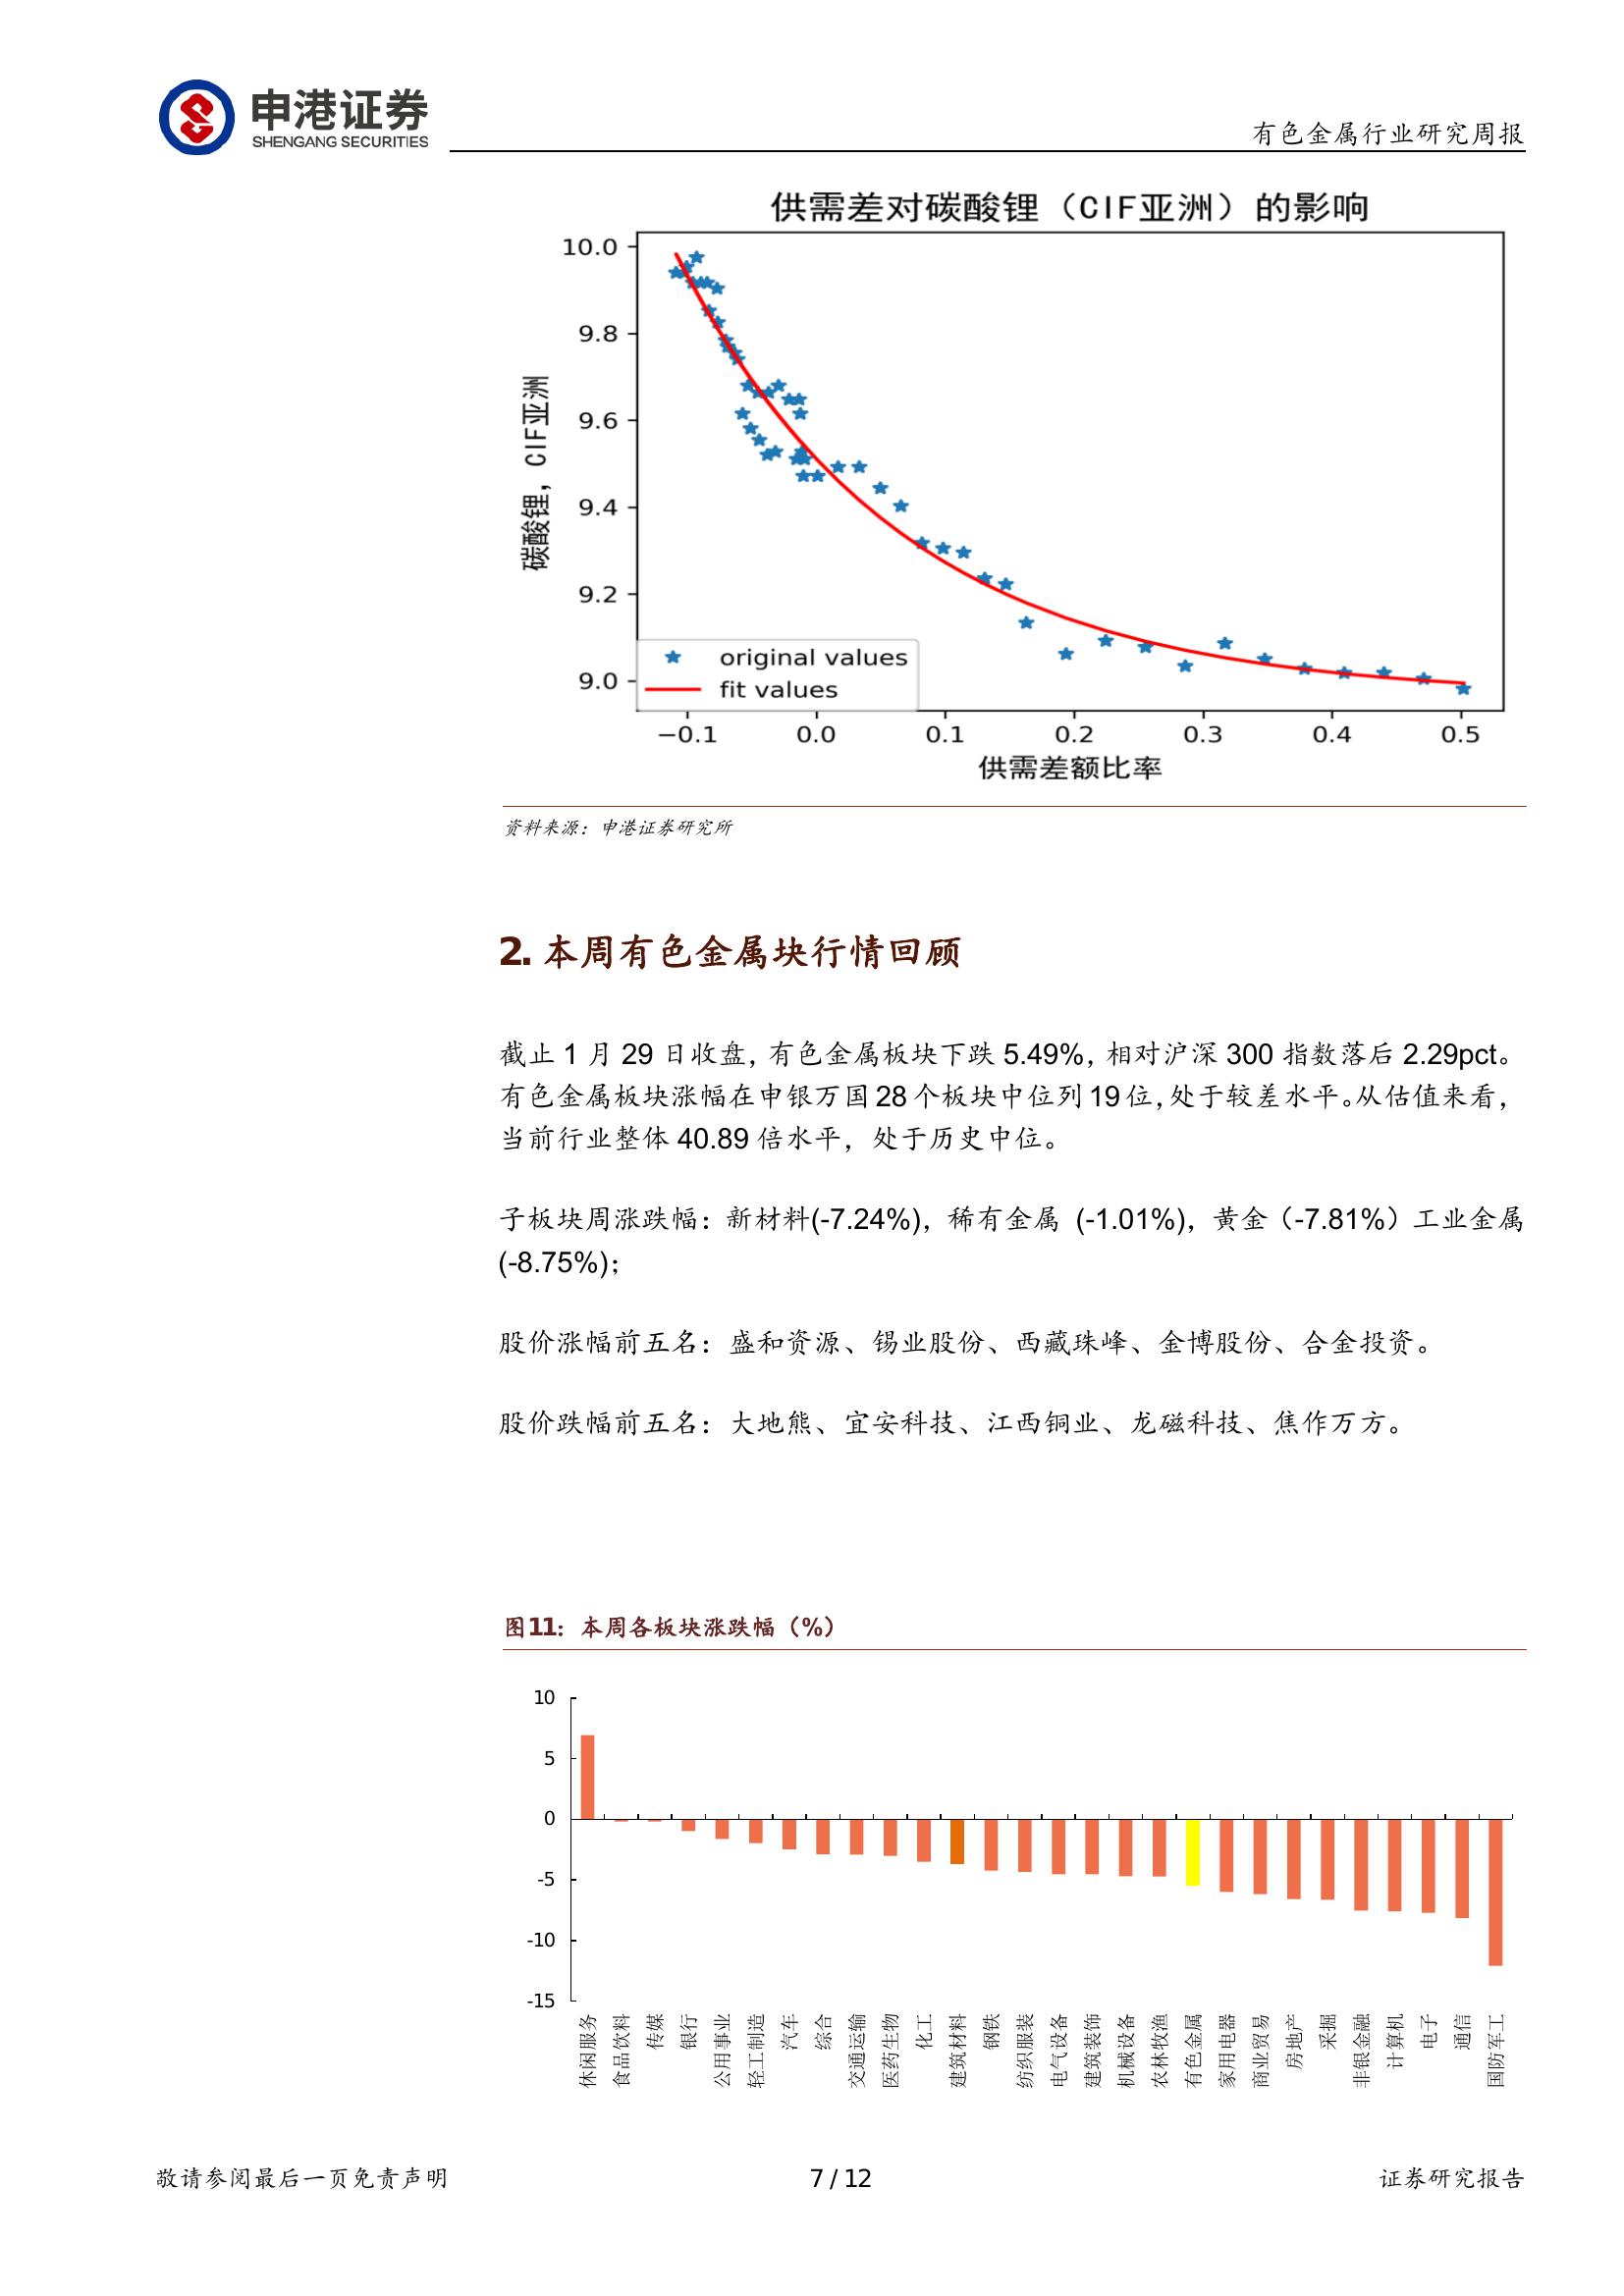 申港证券
SHENGANG SECURITIES
有色金属行业研究周报
供需差对碳酸锂（CIF亚洲）的影响
10.0
9.8
9.6
9.4
9.2
9.0
碳酸锂，CIF亚洲
original values
fit values
−0.1 0.0 0.1 0.2 0.3 0.4 0.5
供需差额比率
资料来源：申港证券研究所
2. 本周有色金属块行情回顾
截止 1 月 29 日收盘，有色金属板块下跌 5.49%，相对沪深 300 指数落后 2.29pct。
有色金属板块涨幅在申银万国 28 个板块中位列 19 位，处于较差水平。从估值来看，
当前行业整体 40.89 倍水平，处于历史中位。
子板块周涨跌幅：新材料(-7.24%)，稀有金属 (-1.01%)，黄金（-7.81%）工业金属
(-8.75%)；
股价涨幅前五名：盛和资源、锡业股份、西藏珠峰、金博股份、合金投资。
股价跌幅前五名：大地熊、宜安科技、江西铜业、龙磁科技、焦作万方。
图11：本周各板块涨跌幅（%）
10
5
0
-5
-10
-15
休闲服务
食品饮料
传媒
银行
公用事业
轻工制造
汽车
综合
交通运输
医药生物
化工
建筑材料
钢铁
纺织服装
电气设备
建筑装饰
机械设备
农林牧渔
有色金属
家用电器
商业贸易
房地产
采掘
非银金融
计算机
电子
通信
国防军工
敬请参阅最后一页免责声明
7 / 12
证券研究报告